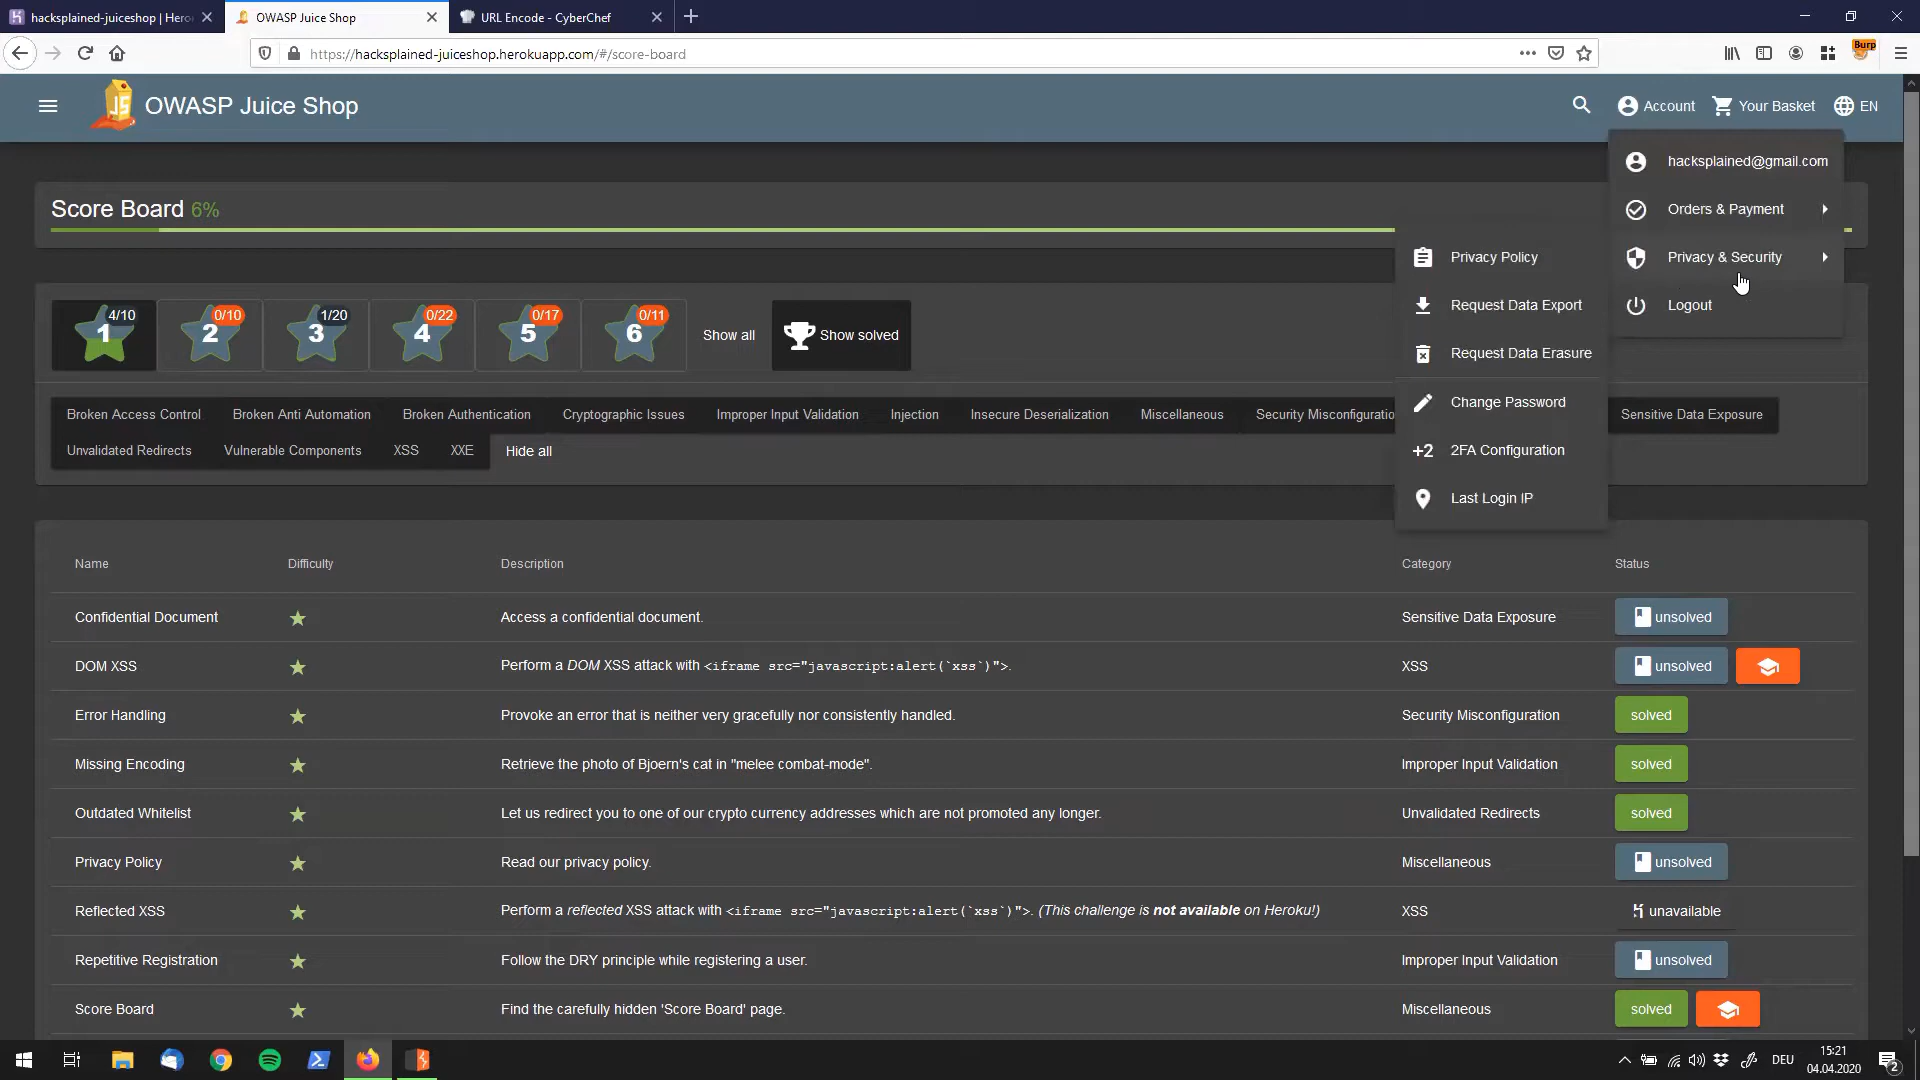 hacksplained-juiceshop | Hero
OWASP Juice Shop
URL Encode - CyberChef
https://hacksplained-juiceshop.herokuapp.com/#/score-board
Burp
JS
OWASP Juice Shop
Account
Your Basket
EN
hacksplained@gmail.com
Orders & Payment
Privacy & Security
Logout
Privacy Policy
Request Data Export
Request Data Erasure
Change Password
+2 2FA Configuration
Last Login IP
Score Board 6%
1 4/10
2 0/10
3 1/20
4 0/22
5 0/17
6 0/11
Show all
Show solved
Broken Access Control Broken Anti Automation Broken Authentication Cryptographic Issues Improper Input Validation Injection Insecure Deserialization Miscellaneous Security Misconfiguratio Sensitive Data Exposure
Unvalidated Redirects Vulnerable Components XSS XXE Hide all
Name Difficulty Description Category Status
Confidential Document Access a confidential document. Sensitive Data Exposure unsolved
DOM XSS Perform a DOM XSS attack with <iframe src="javascript:alert(`xss`)">. XSS unsolved
Error Handling Provoke an error that is neither very gracefully nor consistently handled. Security Misconfiguration solved
Missing Encoding Retrieve the photo of Bjoern's cat in "melee combat-mode". Improper Input Validation solved
Outdated Whitelist Let us redirect you to one of our crypto currency addresses which are not promoted any longer. Unvalidated Redirects solved
Privacy Policy Read our privacy policy. Miscellaneous unsolved
Reflected XSS Perform a reflected XSS attack with <iframe src="javascript:alert(`xss`)">. (This challenge is not available on Heroku!) XSS unavailable
Repetitive Registration Follow the DRY principle while registering a user. Improper Input Validation unsolved
Score Board Find the carefully hidden 'Score Board' page. Miscellaneous solved
DEU
15:21
04.04.2020
2